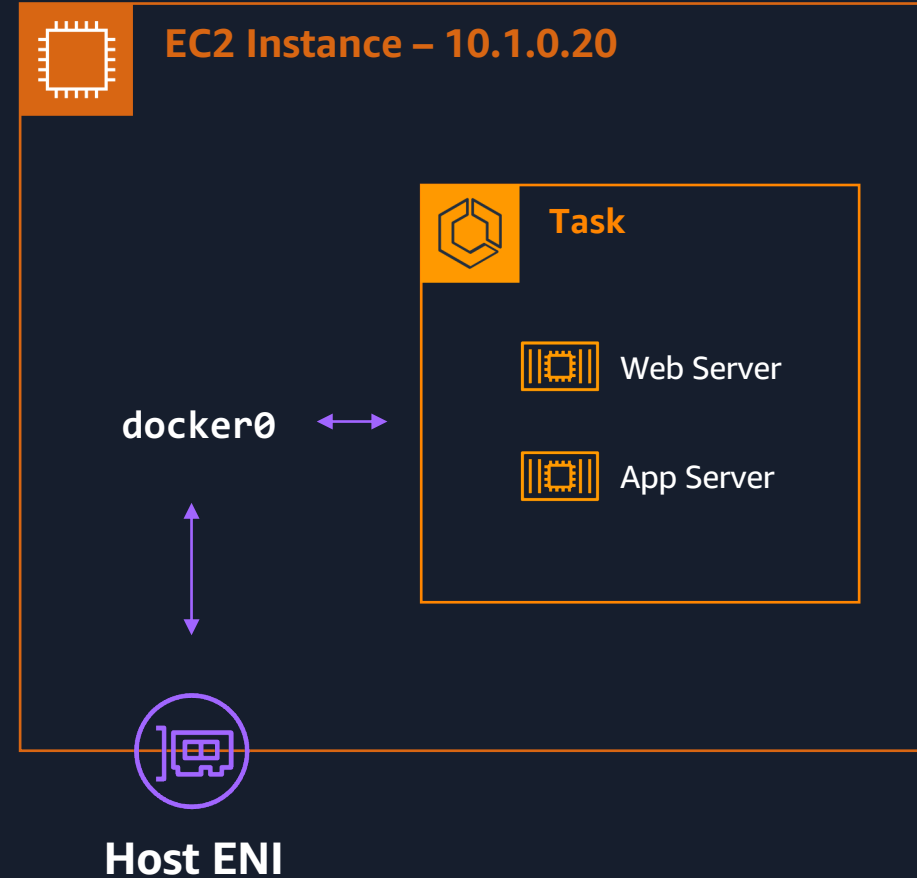 EC2 Instance – 10.1.0.20
Task
Web Server
docker0
App Server
Host ENI